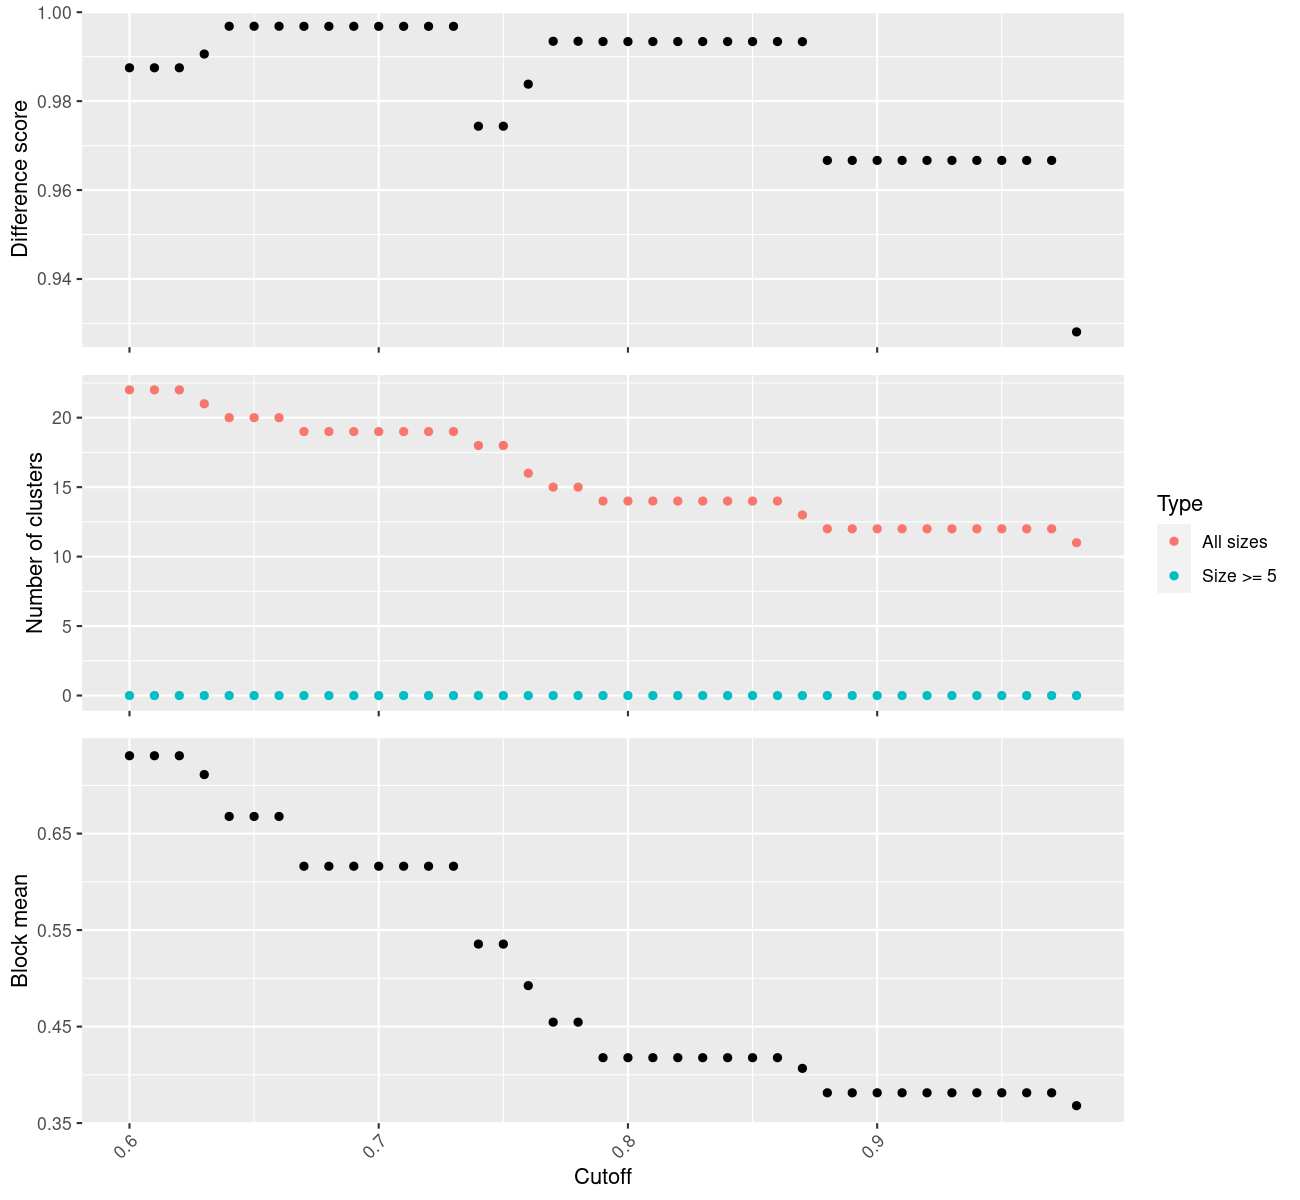 1.00
0.98
0.96
0.94
Difference score
20
15
10
5
0
Number of clusters
Type
All sizes
Size >= 5
0.65
0.55
0.45
0.35
Block mean
0.6
0.7
0.8
0.9
Cutoff